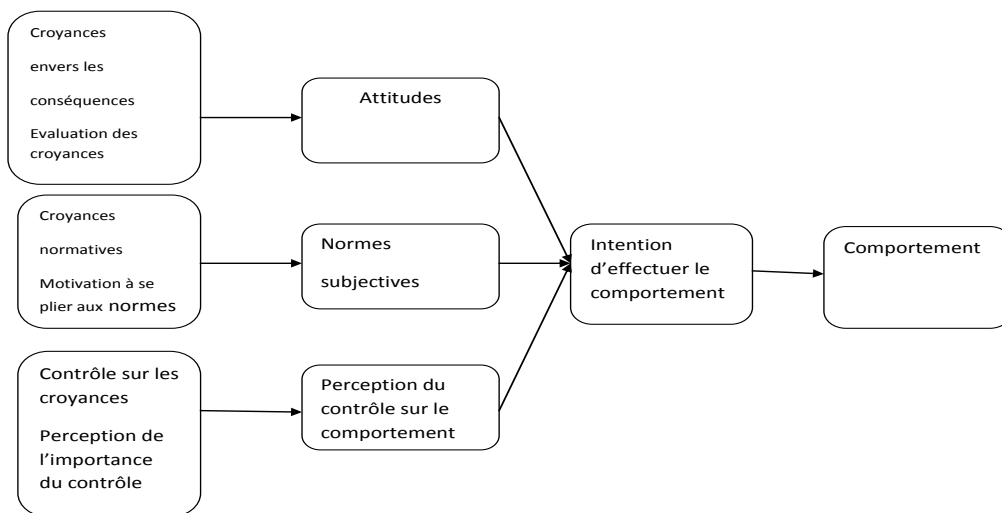 Croyances
envers les
conséquences
Evaluation des
croyances
Attitudes
Croyances
normatives
Motivation à se
plier aux normes
Normes
subjectives
Intention
d’effectuer le
comportement
Comportement
Contrôle sur les
croyances
Perception de
l’importance
du contrôle
Perception du
contrôle sur le
comportement